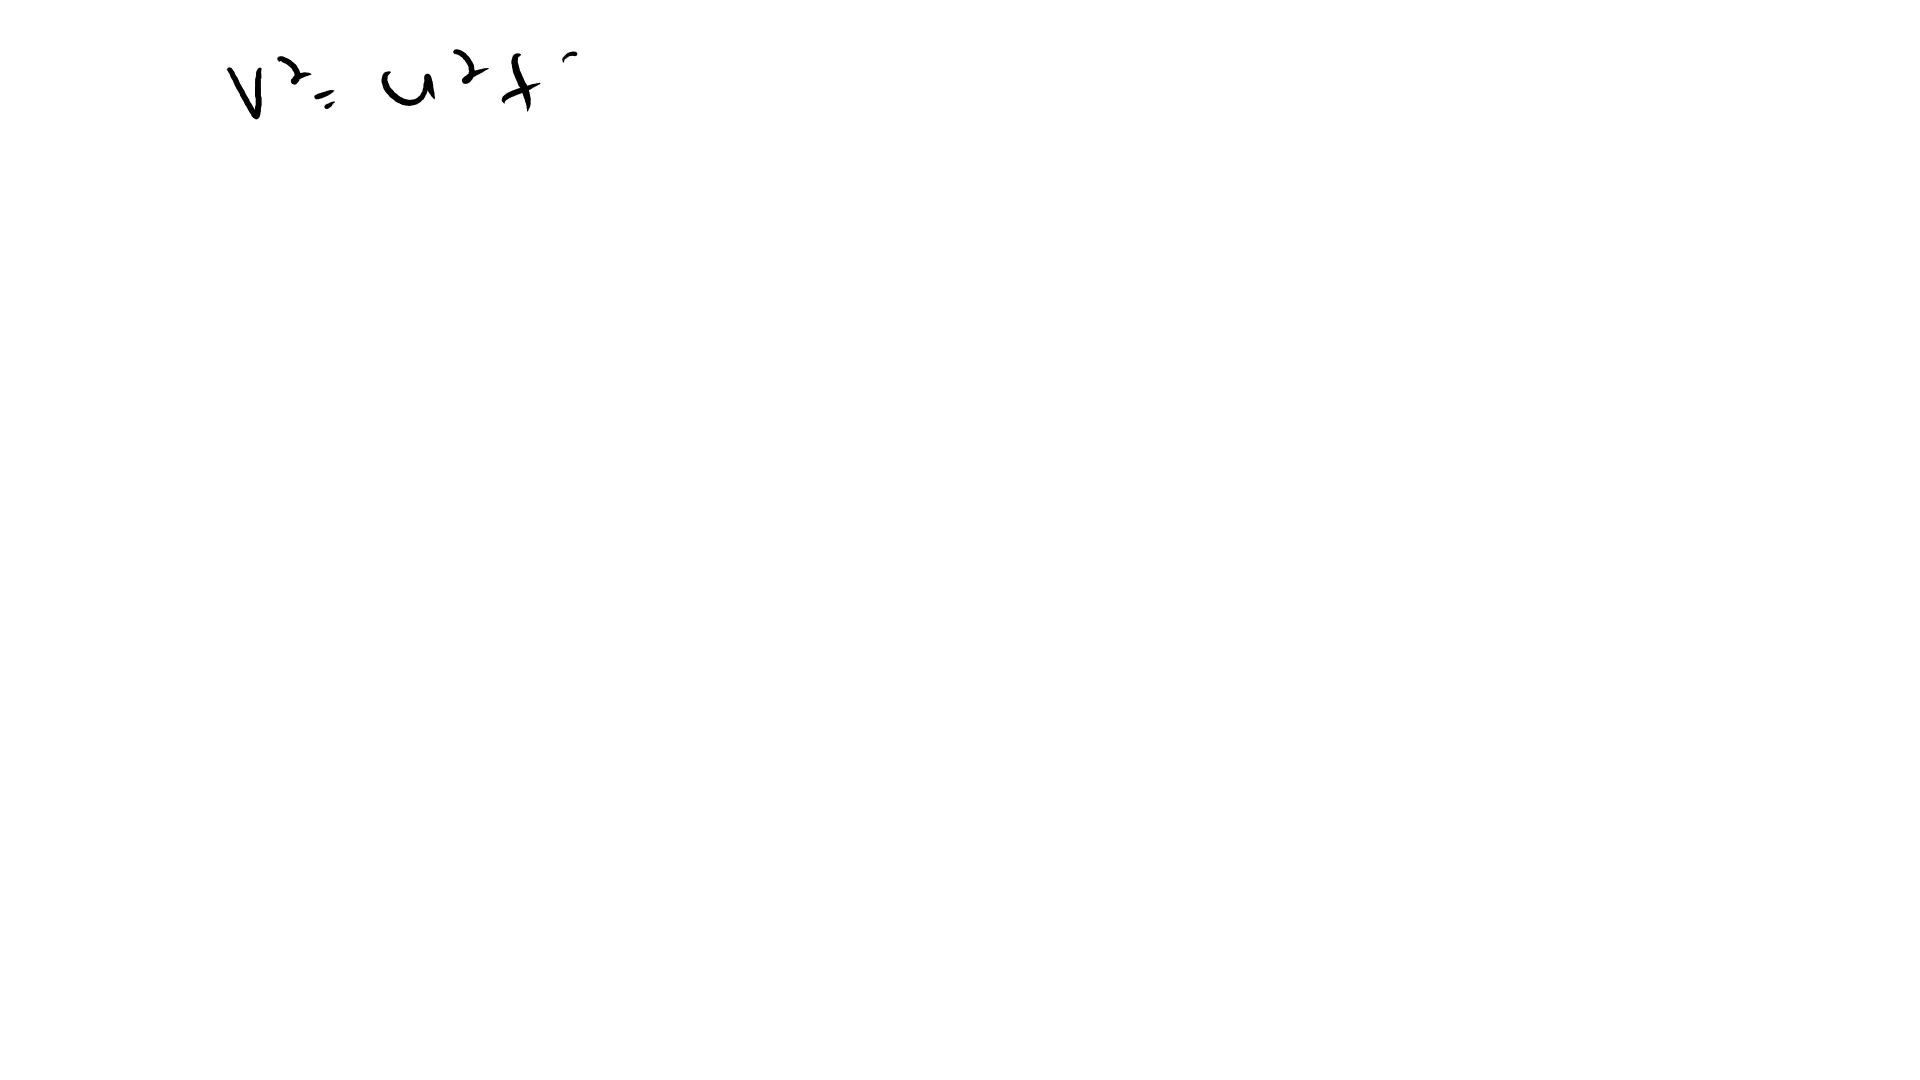 V² = u² +